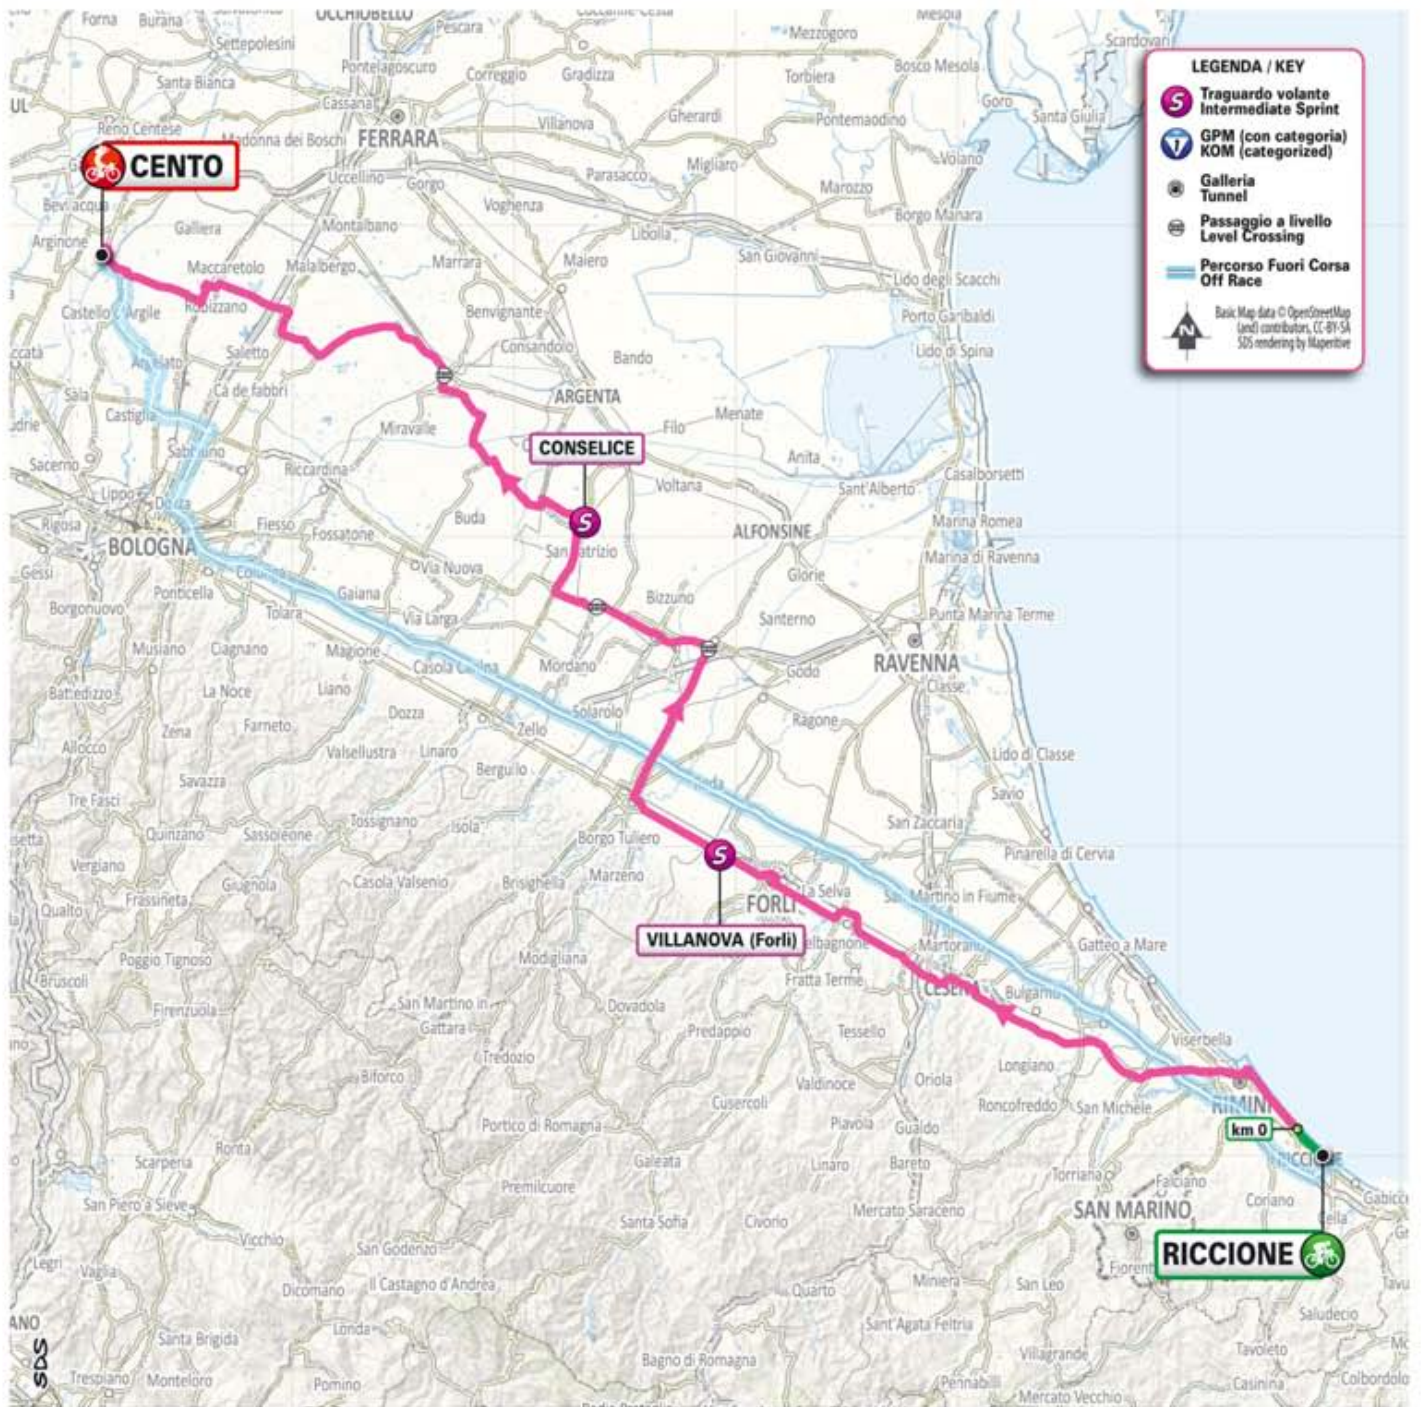 OCCHIOBELLO
Forna
Burana
Pescara
Mesola
Settepolesini
Mezzogoro
Scardovari
Pontelagoscuro
Santa Bianca
Correggio
Gradizza
Torbiera
Bosco Mesola
Cassana
Goro
Santa Giulia
Reno Centese
Madonna dei Boschi
FERRARA
Villanova
Gherardi
Pontemaodino
CENTO
Uccellino
Gorgo
Parasacco
Migliaro
Marozzo
Volano
Voghenza
Borgo Manara
Arginone
Galliera
Montalbano
Libolla
San Giovanni
Maccaretolo
Malalbergo
Marrara
Maiero
Lido degli Scacchi
Castello d'Argile
Rubizzano
Benvignante
Porto Garibaldi
Saletto
Consandolo
Bando
Lido di Spina
Sala
Ca de fabbri
ARGENTA
Castiglia
Miravalle
Filo
Menate
CONSELICE
Anita
Sacerno
Riccardina
Casalborsetti
Lippo
Voltana
Sant'Alberto
Rigosa
Fiesso
Fossatone
Buda
ALFONSINE
Marina Romea
BOLOGNA
San Patrizio
Marina di Ravenna
Gessi
Via Nuova
Glorie
Ponticella
Gaiana
Bizzuno
Borgonuovo
Tolara
Via Larga
Santerno
Punta Marina Terme
Musiano
Ciagnano
Magione
Casola Canina
Mordano
Godo
RAVENNA
Classe
Battedizzo
La Noce
Liano
Dozza
Solarolo
Ragone
Zena
Farneto
Zello
Allocco
Valsellustra
Linaro
Lido di Classe
Savazza
Bergullo
Tre Fasci
Savio
Quinzano
Sassoleone
Tossignano
Isola
Borgo Tuliero
San Zaccaria
Vergiano
Giugnola
Casola Valsenio
Brisighella
Marzeno
Pinarella di Cervia
Frassineta
La Selva
San Martino in Fiume
Qualto
FORLI
VILLANOVA (Forlì)
Martorano
Gatteo a Mare
Poggio Tignoso
Modigliana
Fratta Terme
CESENA
Bulgarnò
Bruscoli
Firenzuola
San Martino in
Gattara
Dovadola
Predappio
Tessello
Viserbella
Tredozio
Longiano
Biforco
Valdinoce
Oriola
RIMINI
Cusercoli
Roncofreddo
San Michele
km 0
Portico di Romagna
Piavola
Gualdo
Ronta
RICCIONE
Scarperia
Galeata
Linaro
Bareto
Torriana
Falciano
Premilcuore
San Piero a Sieve
Santa Sofia
Civorio
Mercato Saraceno
SAN MARINO
Coriano
Vicchio
San Godenzo
RICCIONE
Legri
Vaglia
Dicomano
Il Castagno d'Andrea
Quarto
Miniera
San Leo
Londa
Sant'Agata Feltria
Saludecio
Santa Brigida
Bagno di Romagna
Villagrande
Tavoleto
Trespiano
Monteloro
Pomino
Pennabilli
Mercato Vecchio
Casinina
Colbordolo
SDS
LEGENDA / KEY
S Traguardo volante
Intermediate Sprint
GPM (con categoria)
KOM (categorized)
Galleria
Tunnel
Passaggio a livello
Level Crossing
Percorso Fuori Corsa
Off Race
N
Basic Map data © OpenStreetMap
(and) contributors, CC-BY-SA
SDS rendering by Maperitive